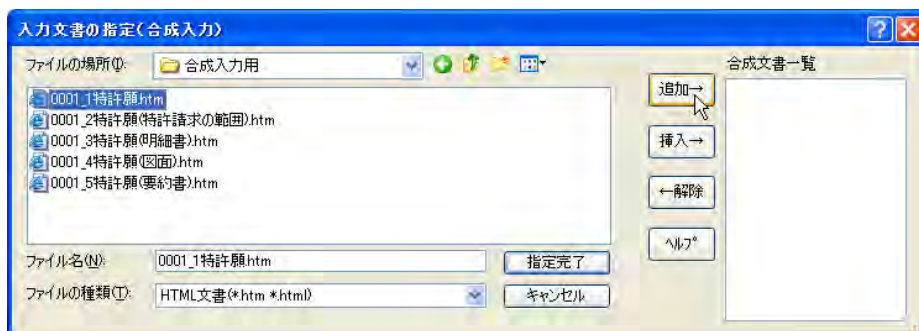 入力文書の指定(合成入力)
ファイルの場所(I):
合成入力用
合成文書一覧
0001_1特許願.htm
0001_2特許願(特許請求の範囲).htm
0001_3特許願(明細書).htm
0001_4特許願(図面).htm
0001_5特許願(要約書).htm
追加→
挿入→
←解除
ヘルプ
ファイル名(N):
0001_1特許願.htm
指定完了
ファイルの種類(T):
HTML文書(*.htm *.html)
キャンセル